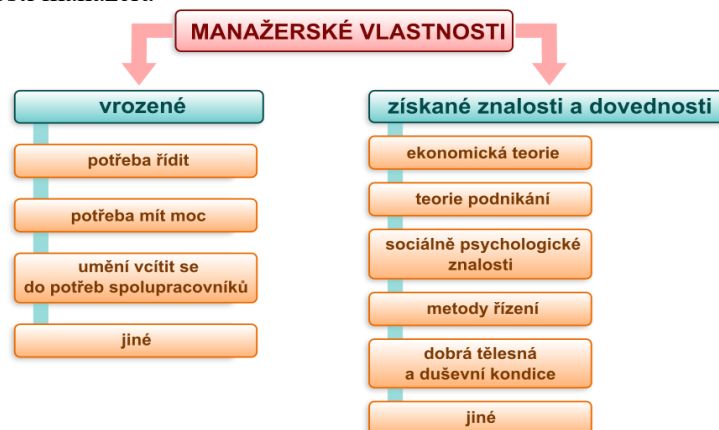 MANAŽERSKÉ VLASTNOSTI
vrozené
potřeba řídit
potřeba mít moc
umění vcítit se
do potřeb spolupracovníků
jiné
získané znalosti a dovednosti
ekonomická teorie
teorie podnikání
sociálně psychologické
znalosti
metody řízení
dobrá tělesná
a duševní kondice
jiné